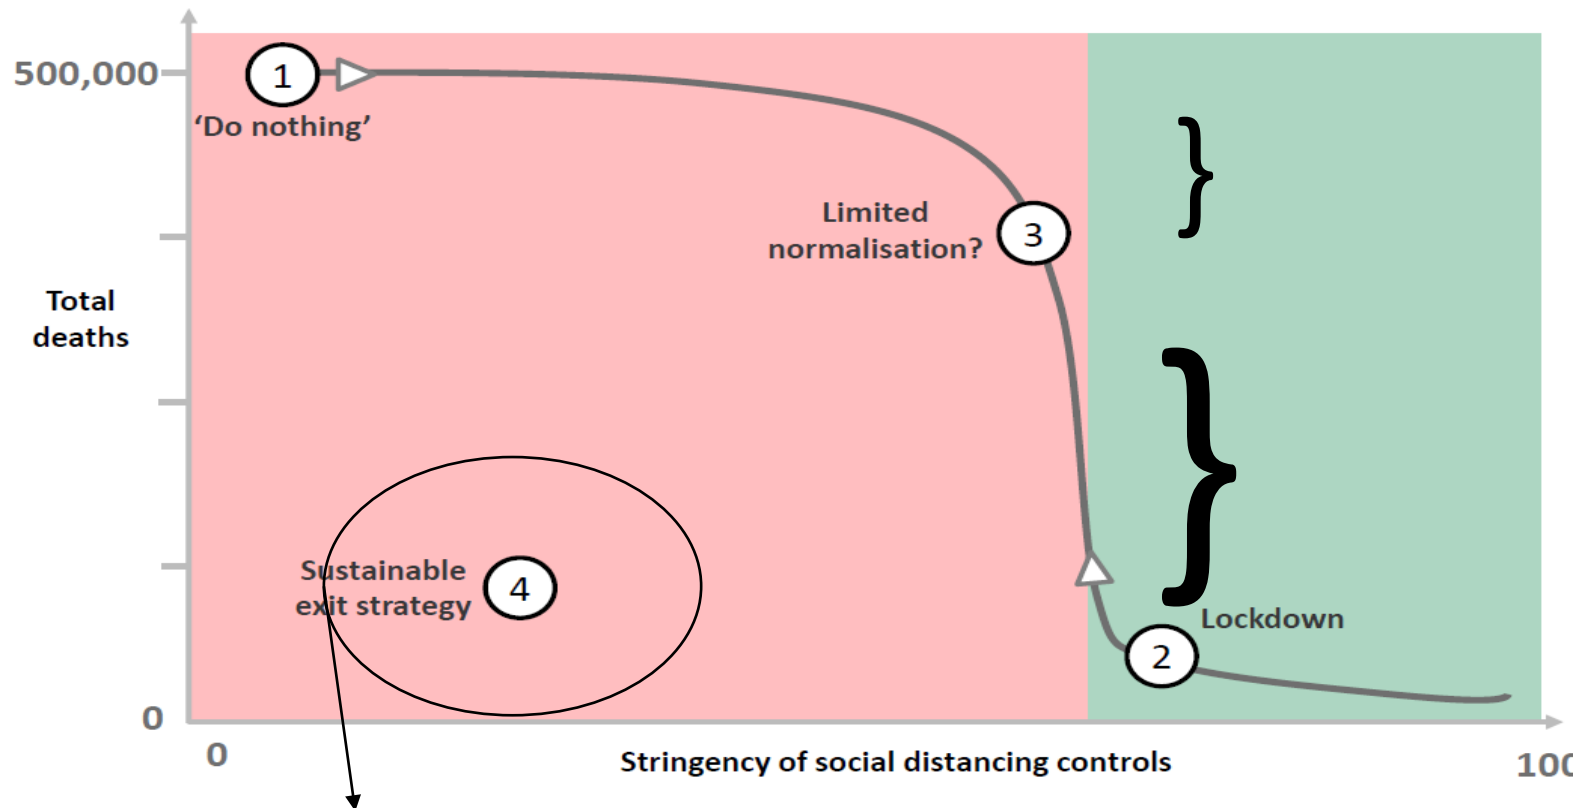 500,000
1
'Do nothing'
Limited
normalisation?
3
Total
deaths
Sustainable
exit strategy
4
Lockdown
2
0
0
Stringency of social distancing controls
100